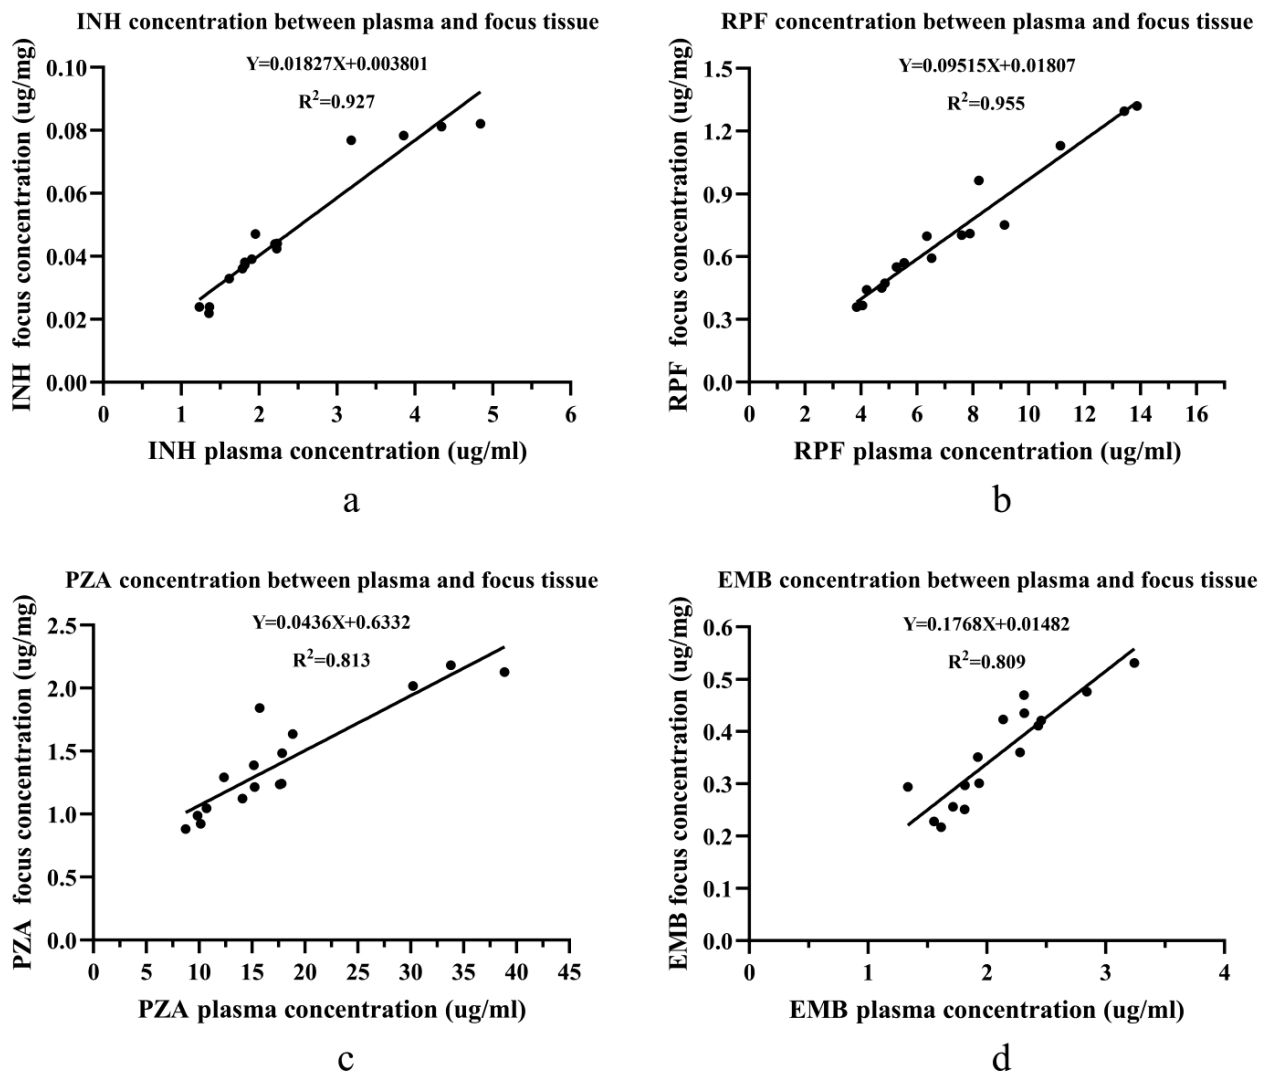 INH concentration between plasma and focus tissue
Y=0.01827X+0.003801
R²=0.927
INH focus concentration (ug/mg)
0.10
0.08
0.06
0.04
0.02
0.00
0 1 2 3 4 5 6
INH plasma concentration (ug/ml)
a
RPF concentration between plasma and focus tissue
Y=0.09515X+0.01807
R²=0.955
RPF focus concentration (ug/mg)
1.5
1.2
0.9
0.6
0.3
0.0
0 2 4 6 8 10 12 14 16
RPF plasma concentration (ug/ml)
b
PZA concentration between plasma and focus tissue
Y=0.0436X+0.6332
R²=0.813
PZA focus concentration (ug/mg)
2.5
2.0
1.5
1.0
0.5
0.0
0 5 10 15 20 25 30 35 40 45
PZA plasma concentration (ug/ml)
c
EMB concentration between plasma and focus tissue
Y=0.1768X+0.01482
R²=0.809
EMB focus concentration (ug/mg)
0.6
0.5
0.4
0.3
0.2
0.1
0.0
0 1 2 3 4
EMB plasma concentration (ug/ml)
d